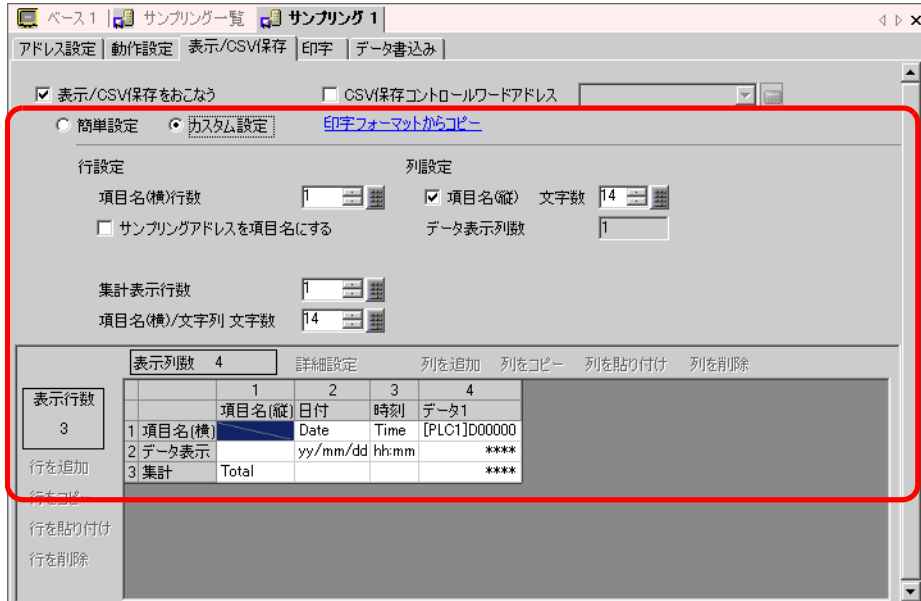 ベース1 サンプリング一覧 サンプリング1
アドレス設定 動作設定 表示/CSV保存 印字 データ書込み
表示/CSV保存をおこなう CSV保存コントロールワードアドレス
簡単設定 カスタム設定 印字フォーマットからコピー
行設定 列設定
項目名(横)行数 1 項目名(縦) 文字数 14
サンプリングアドレスを項目名にする データ表示列数 1
集計表示行数 1
項目名(横)/文字列 文字数 14
表示列数 4 詳細設定 列を追加 列をコピー 列を貼り付け 列を削除
表示行数
3
1 2 3 4
項目名(縦) 日付 時刻 データ1
1 項目名(横) Date Time [PLC1]D00000
2 データ表示 yy/mm/dd hh:mm ****
3 集計 Total ****
行を追加
行をコピー
行を貼り付け
行を削除